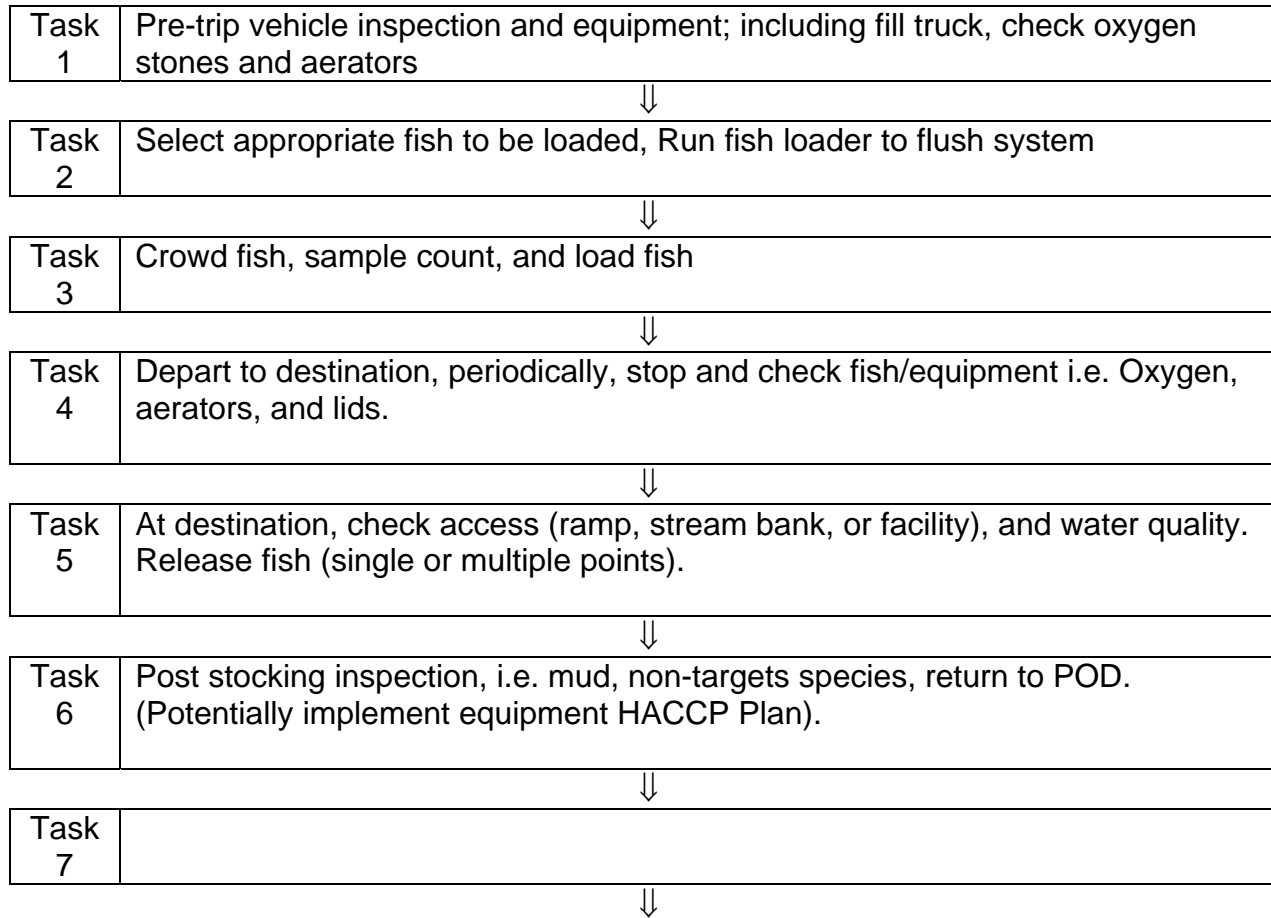 Task 1 Pre-trip vehicle inspection and equipment; including fill truck, check oxygen
stones and aerators
⇓
Task 2 Select appropriate fish to be loaded, Run fish loader to flush system
⇓
Task 3 Crowd fish, sample count, and load fish
⇓
Task 4 Depart to destination, periodically, stop and check fish/equipment i.e. Oxygen,
aerators, and lids.
⇓
Task 5 At destination, check access (ramp, stream bank, or facility), and water quality.
Release fish (single or multiple points).
⇓
Task 6 Post stocking inspection, i.e. mud, non-targets species, return to POD.
(Potentially implement equipment HACCP Plan).
⇓
Task 7
⇓